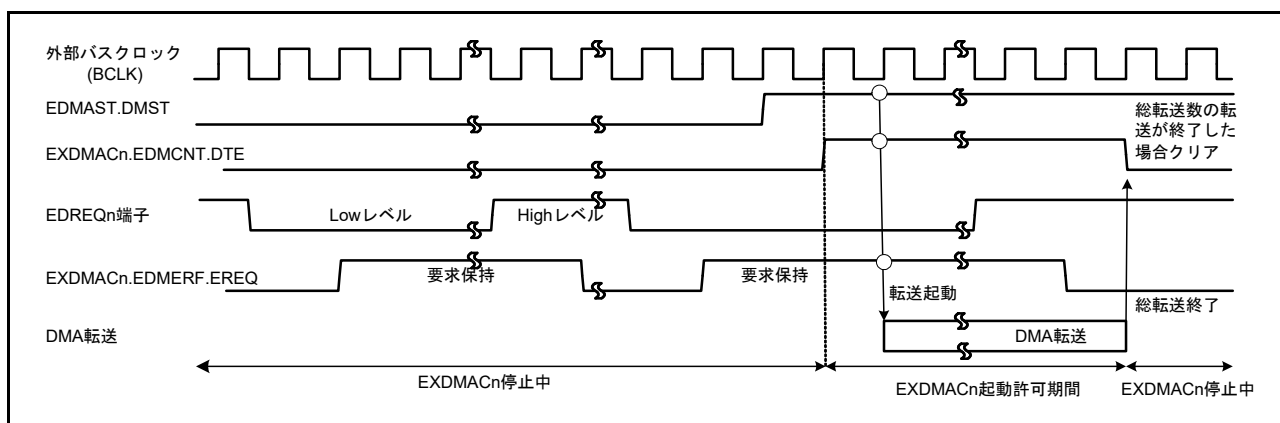 外部バスクロック
(BCLK)
EDMAST.DMST
総転送数の転
送が終了した
場合クリア
EXDMACn.EDMCNT.DTE
EDREQn端子
Lowレベル
Highレベル
EXDMACn.EDMERF.EREQ
要求保持
要求保持
転送起動
総転送終了
DMA転送
DMA転送
EXDMACn停止中
EXDMACn起動許可期間
EXDMACn停止中